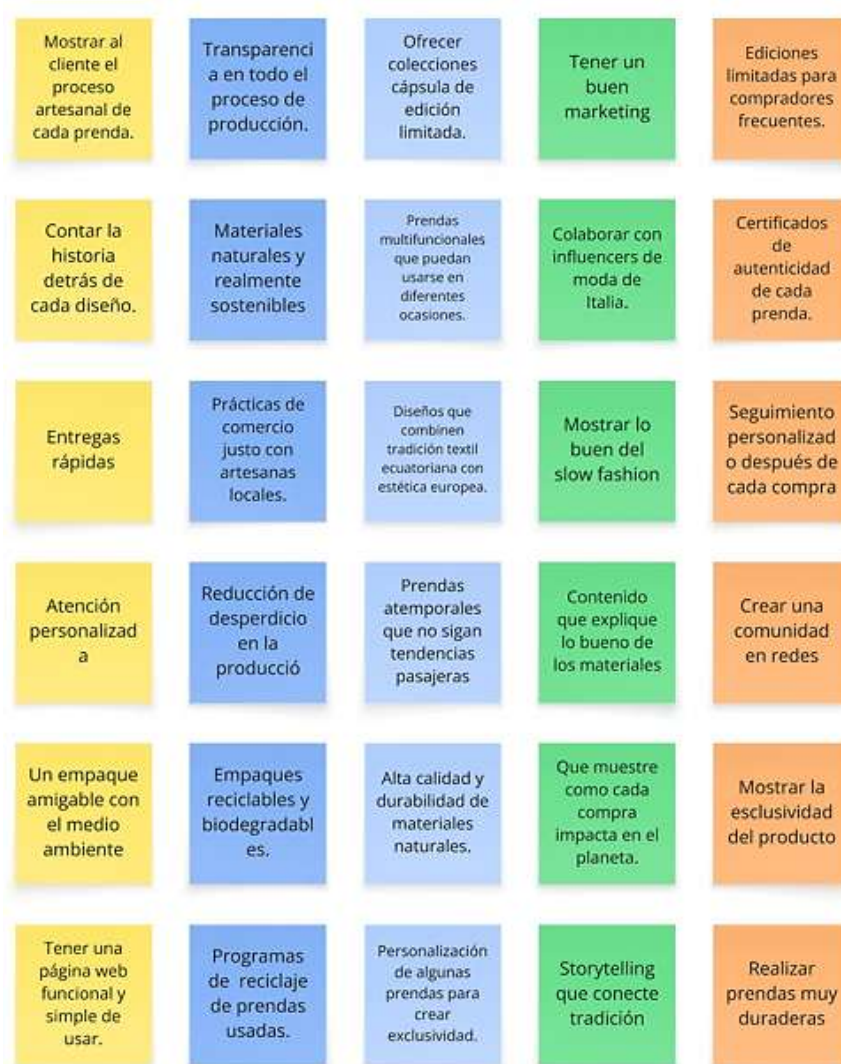 Mostrar al
cliente el
proceso
artesanal de
cada prenda.
Transparenci
a en todo el
proceso de
producción.
Ofrecer
colecciones
cápsula de
edición
limitada.
Tener un
buen
marketing
Ediciones
limitadas para
compradores
frecuentes.
Contar la
historia
detrás de
cada diseño.
Materiales
naturales y
realmente
sostenibles
Prendas
multifuncionales
que puedan
usarse en
diferentes
ocasiones.
Colaborar con
influencers de
moda de
Italia.
Certificados
de
autenticidad
de cada
prenda.
Entregas
rápidas
Prácticas de
comercio
justo con
artesanas
locales.
Diseños que
combinen
tradición textil
ecuatoriana con
estética europea.
Mostrar lo
buen del
slow fashion
Seguimiento
personalizad
o después de
cada compra
Atención
personalizad
a
Reducción de
desperdicio
en la
producció
Prendas
atemporales
que no sigan
tendencias
pasajeras
Contenido
que explique
lo bueno de
los materiales
Crear una
comunidad
en redes
Un empaque
amigable con
el medio
ambiente
Empaques
reciclables y
biodegradabl
es.
Alta calidad y
durabilidad de
materiales
naturales.
Que muestre
como cada
compra
impacta en el
planeta.
Mostrar la
esclusividad
del producto
Tener una
página web
funcional y
simple de
usar.
Programas
de reciclaje
de prendas
usadas.
Personalización
de algunas
prendas para
crear
exclusividad.
Storytelling
que conecte
tradición
Realizar
prendas muy
duraderas